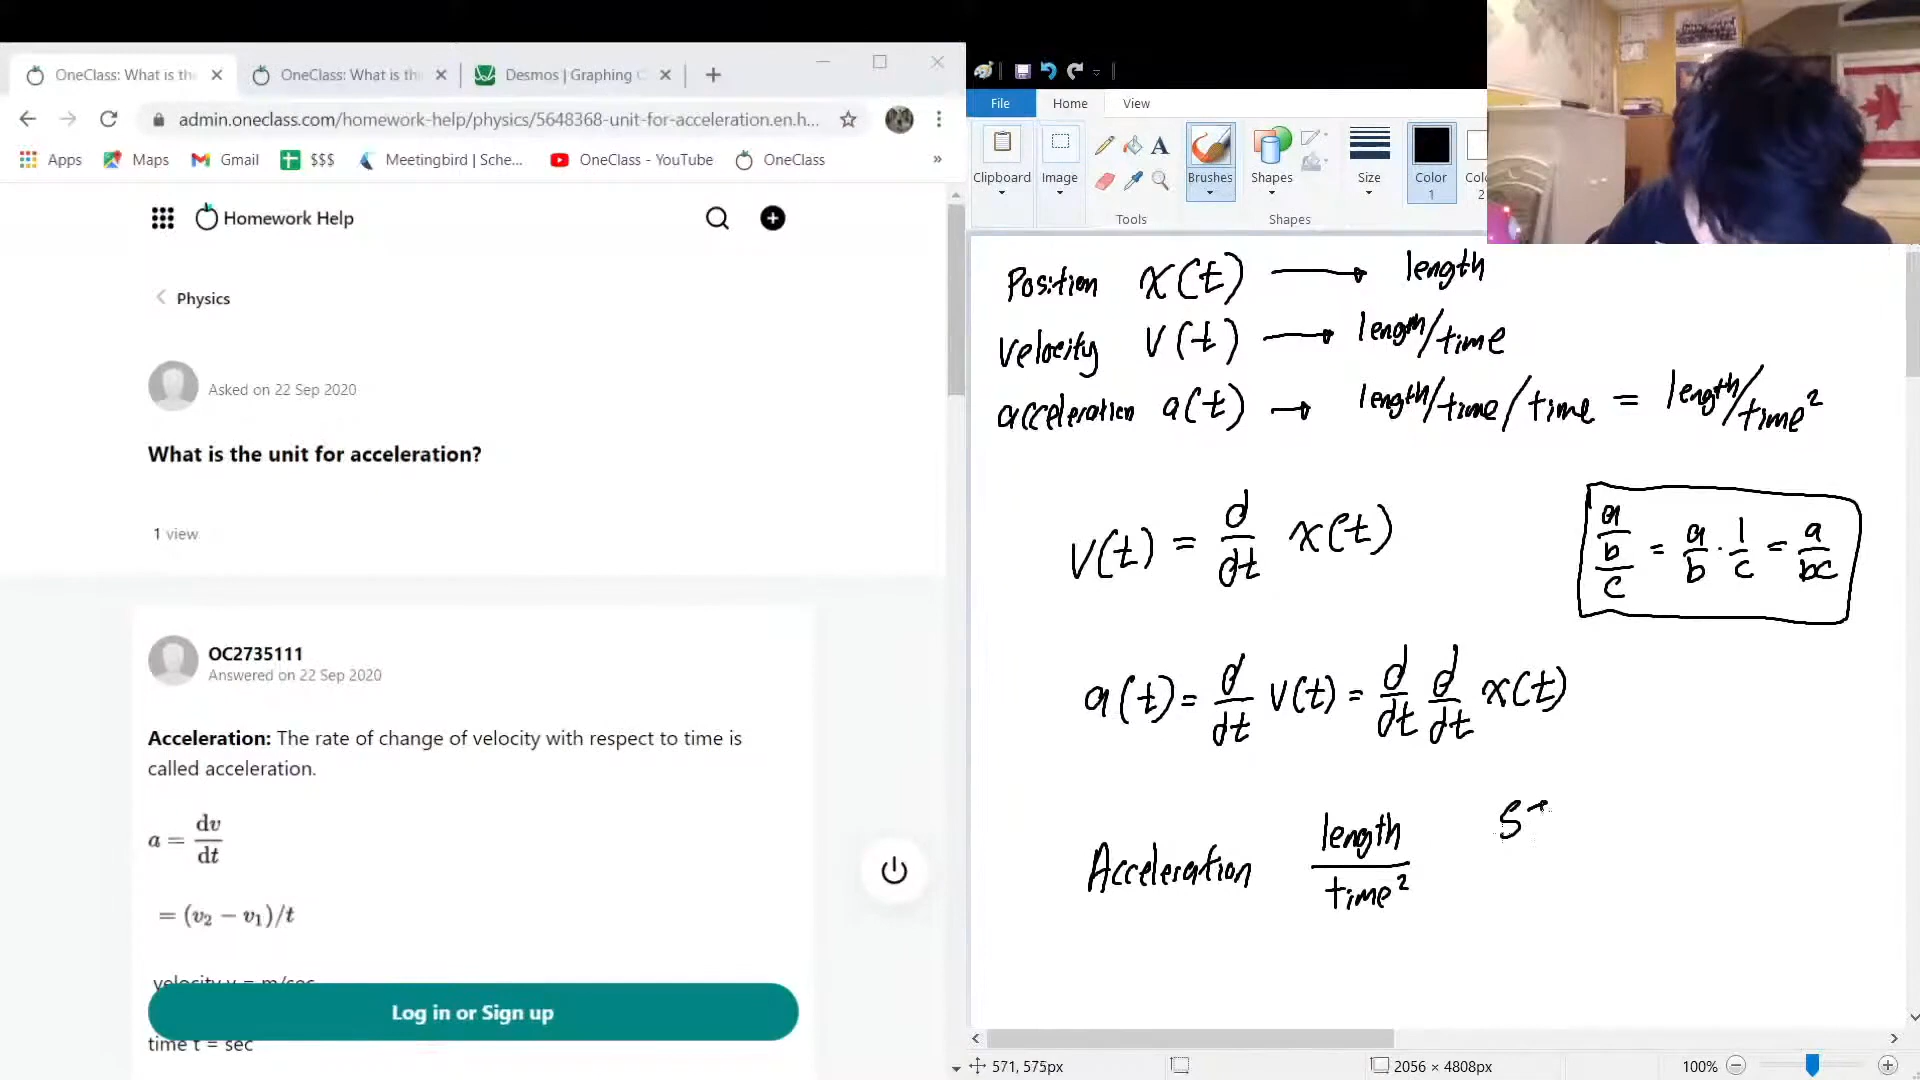 OneClass: What is the
OneClass: What is th
Desmos | Graphing C
admin.oneclass.com/homework-help/physics/5648368-unit-for-acceleration.en.h...
Apps Maps Gmail $$$ Meetingbird | Sche... OneClass - YouTube OneClass »
Homework Help
Physics
Asked on 22 Sep 2020
What is the unit for acceleration?
1 view
OC2735111
Answered on 22 Sep 2020
Acceleration: The rate of change of velocity with respect to time is
called acceleration.
a = dv/dt
= (v₂ − v₁)/t
velocity v = m/sec
Log in or Sign up
time t = sec
File Home View
Clipboard Image Brushes Shapes Size Color
1 2
Tools Shapes
Position x(t) → length
Velocity v(t) → length/time
acceleration a(t) → length/time/time = length/time²
v(t) = d/dt x(t)
a/b/c = a/b · 1/c = a/bc
a(t) = d/dt v(t) = d/dt d/dt x(t)
Acceleration length/time²
571, 575px 2056 × 4808px 100%